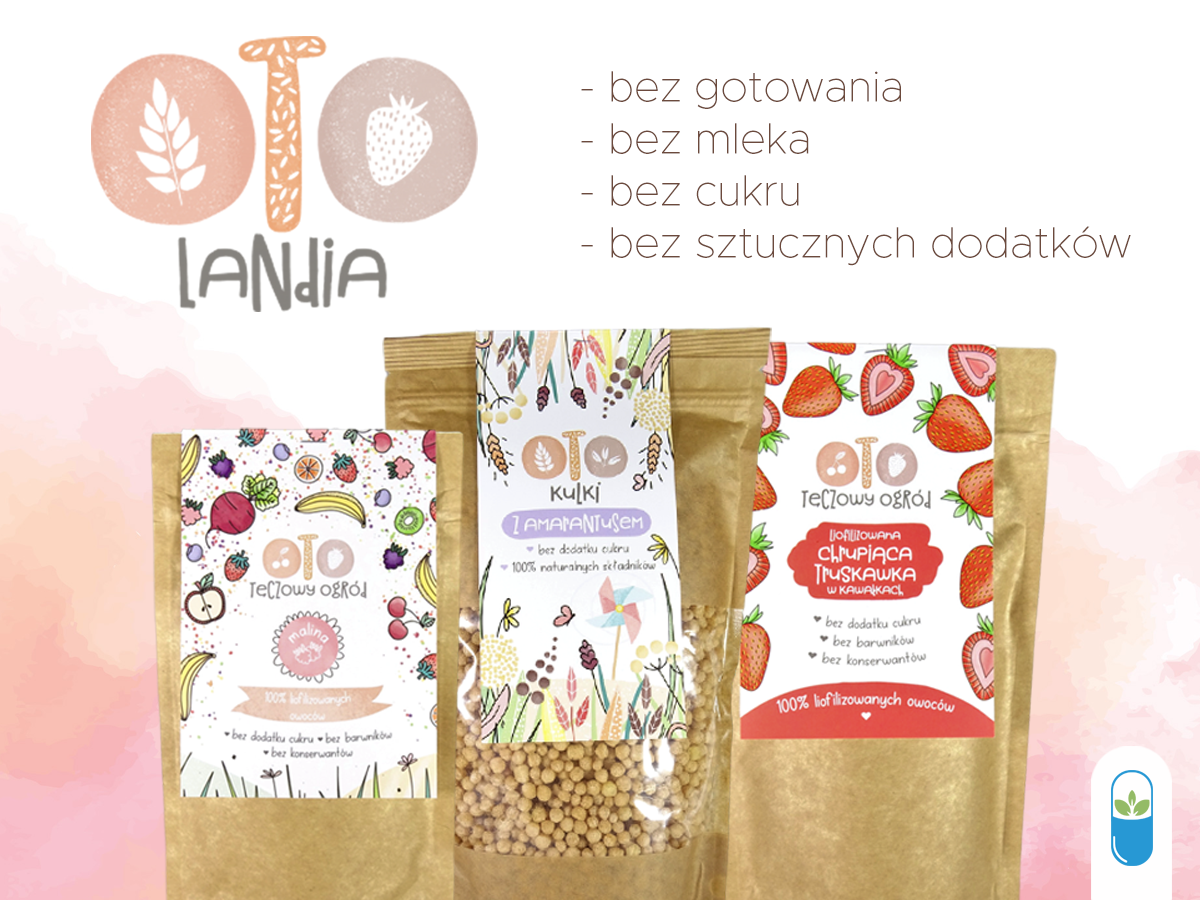 OTO
LANdiA
- bez gotowania
- bez mleka
- bez cukru
- bez sztucznych dodatków
OTO
TęCZOWY OGRÓd
malina
100% liofilizowanych
owoców
bez dodatku cukru bez barwników
bez konserwantów
OTO
KULKI
Z AMARANTUSEM
bez dodatku cukru
100% naturalnych składników
OTO
TęCZOWY OGRÓd
liofilizowana
chrupiąca
TRUSKAWKA
w kawałkach
bez dodatku cukru
bez barwników
bez konserwantów
100% liofilizowanych owoców